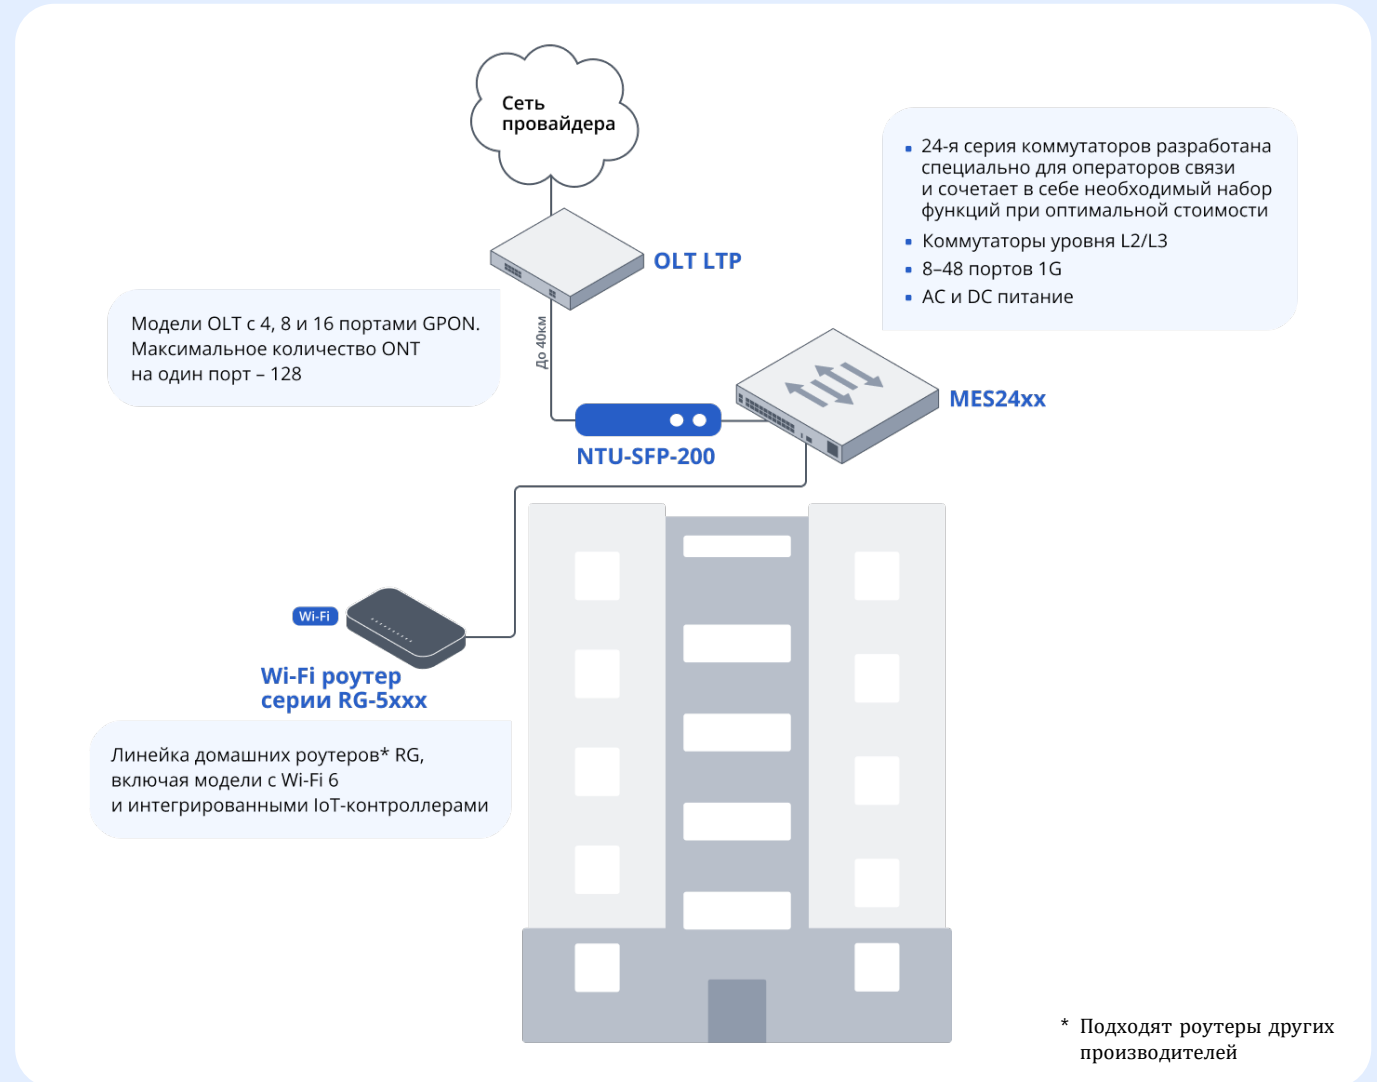 Сеть
провайдера
24-я серия коммутаторов разработана
специально для операторов связи
и сочетает в себе необходимый набор
функций при оптимальной стоимости
Коммутаторы уровня L2/L3
8–48 портов 1G
AC и DC питание
OLT LTP
Модели OLT с 4, 8 и 16 портами GPON.
Максимальное количество ONT
на один порт – 128
До 40км
MES24xx
NTU-SFP-200
Wi-Fi
Wi-Fi роутер
серии RG-5xxx
Линейка домашних роутеров* RG,
включая модели с Wi-Fi 6
и интегрированными IoT-контроллерами
* Подходят роутеры других
производителей